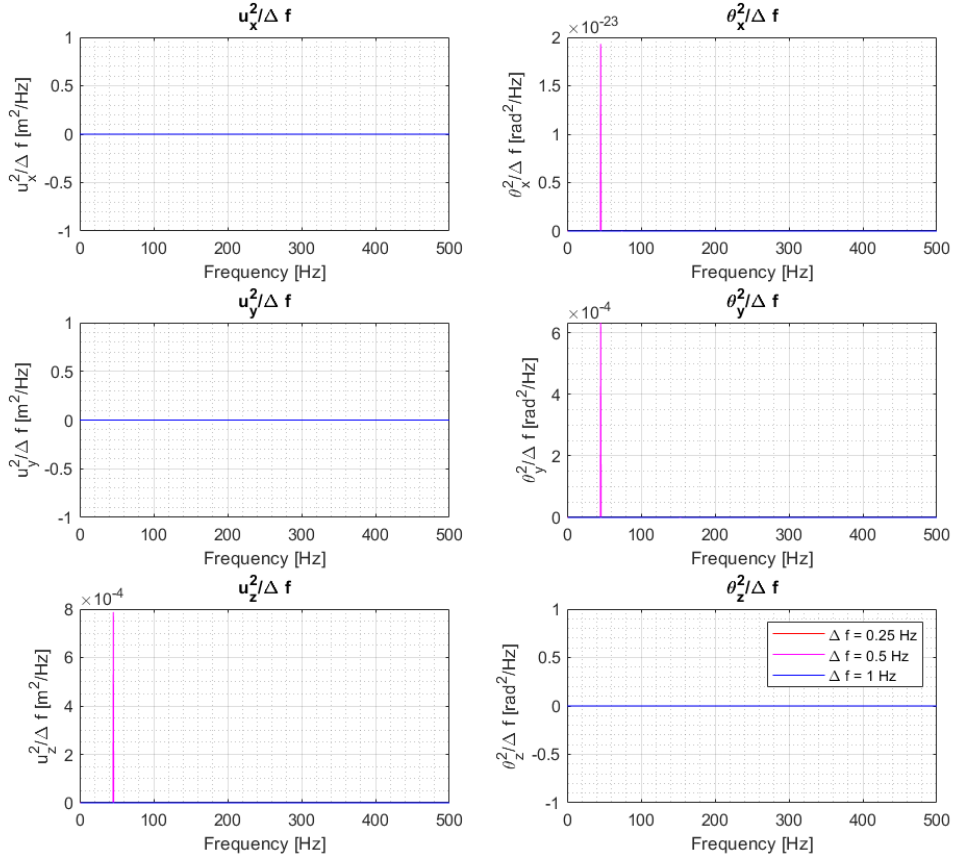 u_x^2/Δ f
1
0.5
0
-0.5
-1
u_x^2/Δ f [m^2/Hz]
0 100 200 300 400 500
Frequency [Hz]
θ_x^2/Δ f
×10^-23
2
1.5
1
0.5
0
θ_x^2/Δ f [rad^2/Hz]
0 100 200 300 400 500
Frequency [Hz]
u_y^2/Δ f
1
0.5
0
-0.5
-1
u_y^2/Δ f [m^2/Hz]
0 100 200 300 400 500
Frequency [Hz]
θ_y^2/Δ f
×10^-4
6
4
2
0
θ_y^2/Δ f [rad^2/Hz]
0 100 200 300 400 500
Frequency [Hz]
u_z^2/Δ f
×10^-4
8
6
4
2
0
u_z^2/Δ f [m^2/Hz]
0 100 200 300 400 500
Frequency [Hz]
θ_z^2/Δ f
1
0.5
0
-0.5
-1
θ_z^2/Δ f [rad^2/Hz]
Δ f = 0.25 Hz
Δ f = 0.5 Hz
Δ f = 1 Hz
0 100 200 300 400 500
Frequency [Hz]